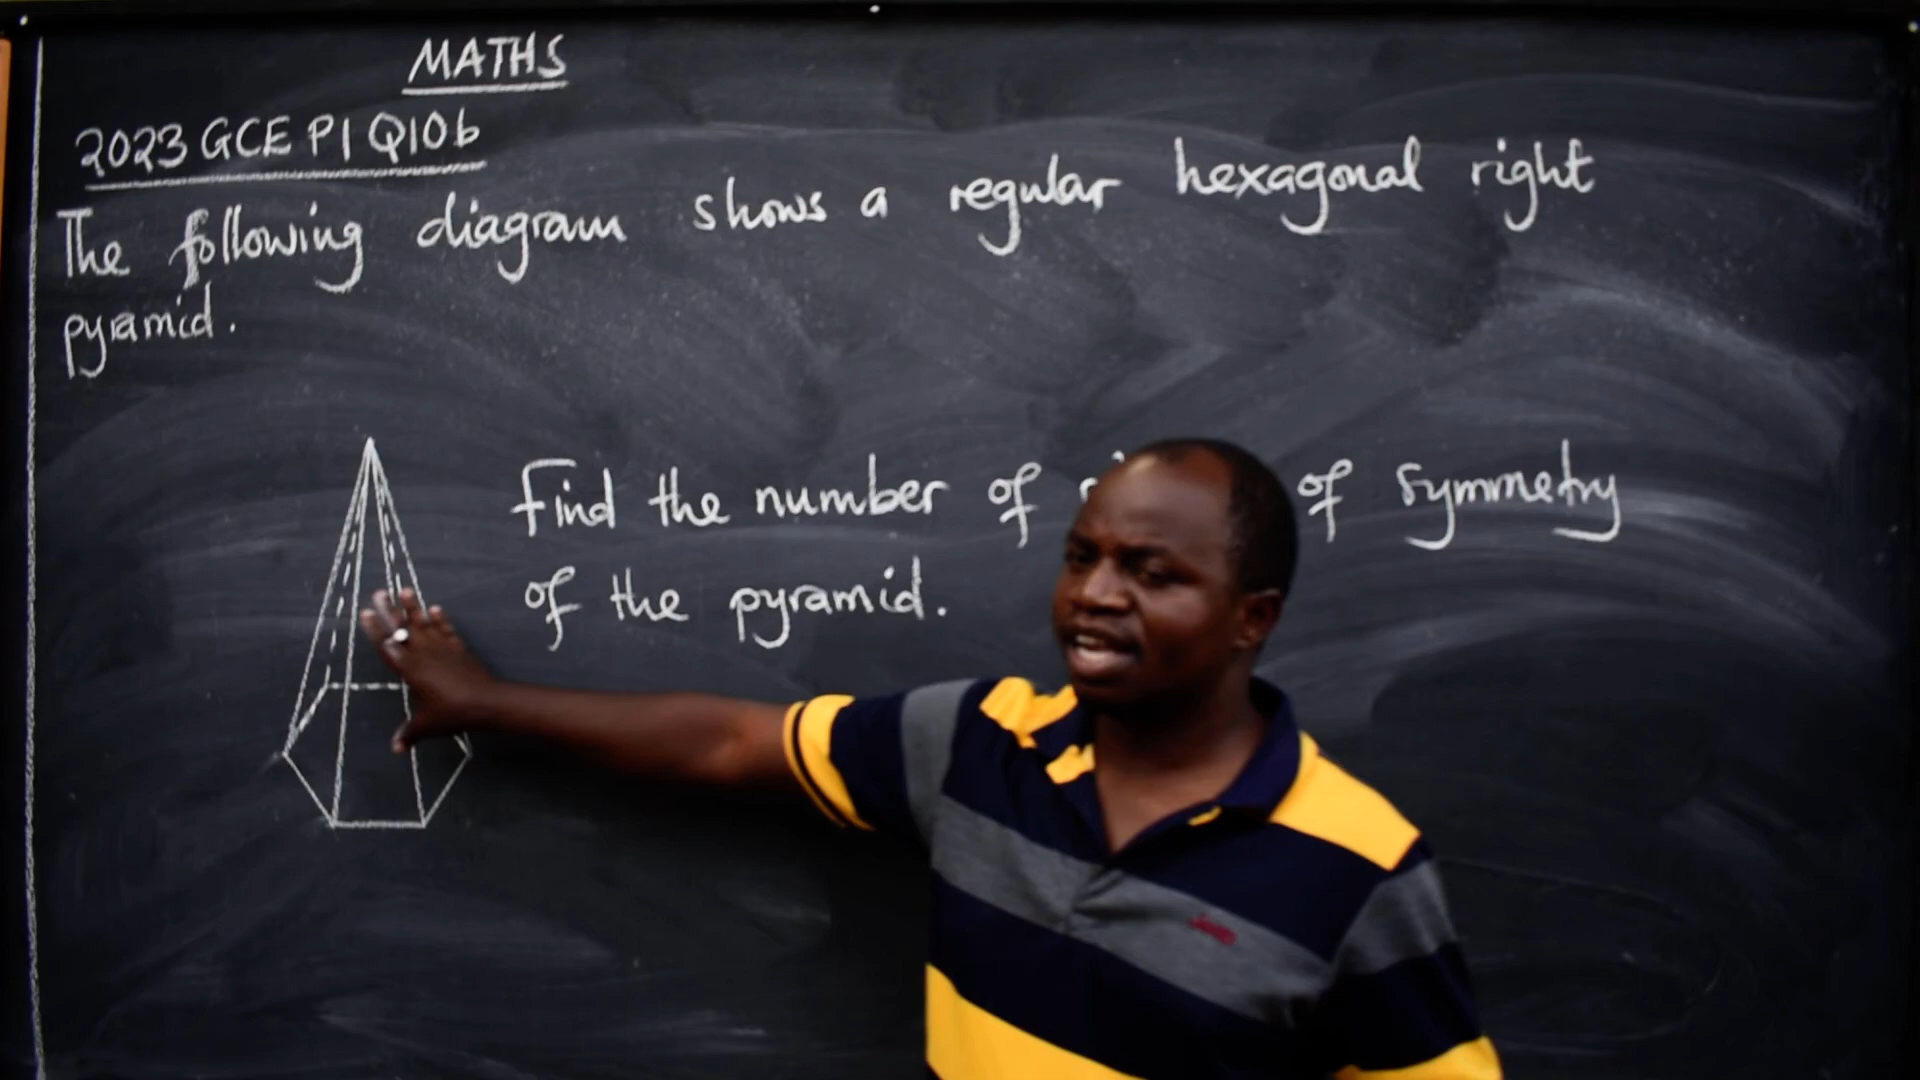 MATHS
2023 GCE P1 Q10b
The following diagram shows a regular hexagonal right
pyramid.
Find the number of of symmetry
of the pyramid.